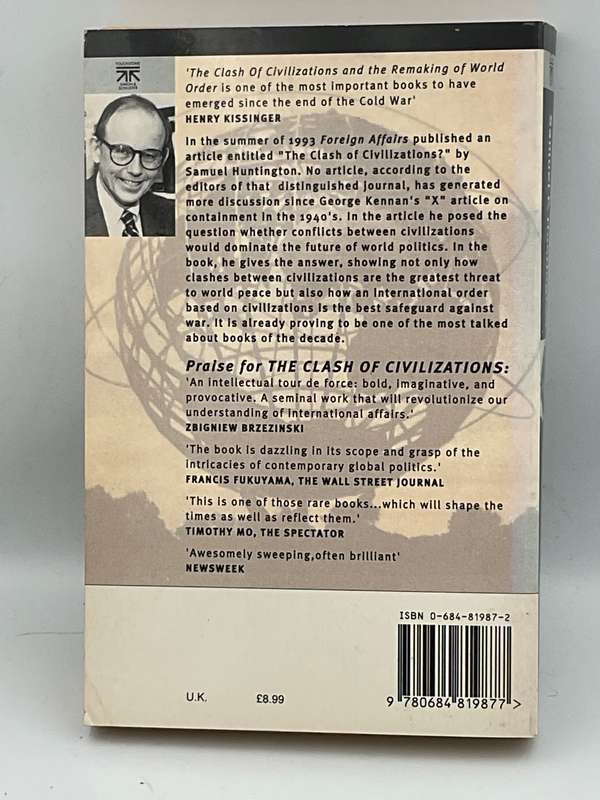 TOUCHSTONE
SIMON &
SCHUSTER
'The Clash Of Civilizations and the Remaking of World
Order is one of the most important books to have
emerged since the end of the Cold War'
HENRY KISSINGER
In the summer of 1993 Foreign Affairs published an
article entitled "The Clash of Civilizations?" by
Samuel Huntington. No article, according to the
editors of that distinguished journal, has generated
more discussion since George Kennan's "X" article on
containment in the 1940's. In the article he posed the
question whether conflicts between civilizations
would dominate the future of world politics. In the
book, he gives the answer, showing not only how
clashes between civilizations are the greatest threat
to world peace but also how an international order
based on civilizations is the best safeguard against
war. It is already proving to be one of the most talked
about books of the decade.
Praise for THE CLASH OF CIVILIZATIONS:
'An intellectual tour de force: bold, imaginative, and
provocative. A seminal work that will revolutionize our
understanding of international affairs.'
ZBIGNIEW BRZEZINSKI
'The book is dazzling in its scope and grasp of the
intricacies of contemporary global politics.'
FRANCIS FUKUYAMA, THE WALL STREET JOURNAL
'This is one of those rare books...which will shape the
times as well as reflect them.'
TIMOTHY MO, THE SPECTATOR
'Awesomely sweeping,often brilliant'
NEWSWEEK
ISBN 0-684-81987-2
9 780684 819877 >
U.K. £8.99